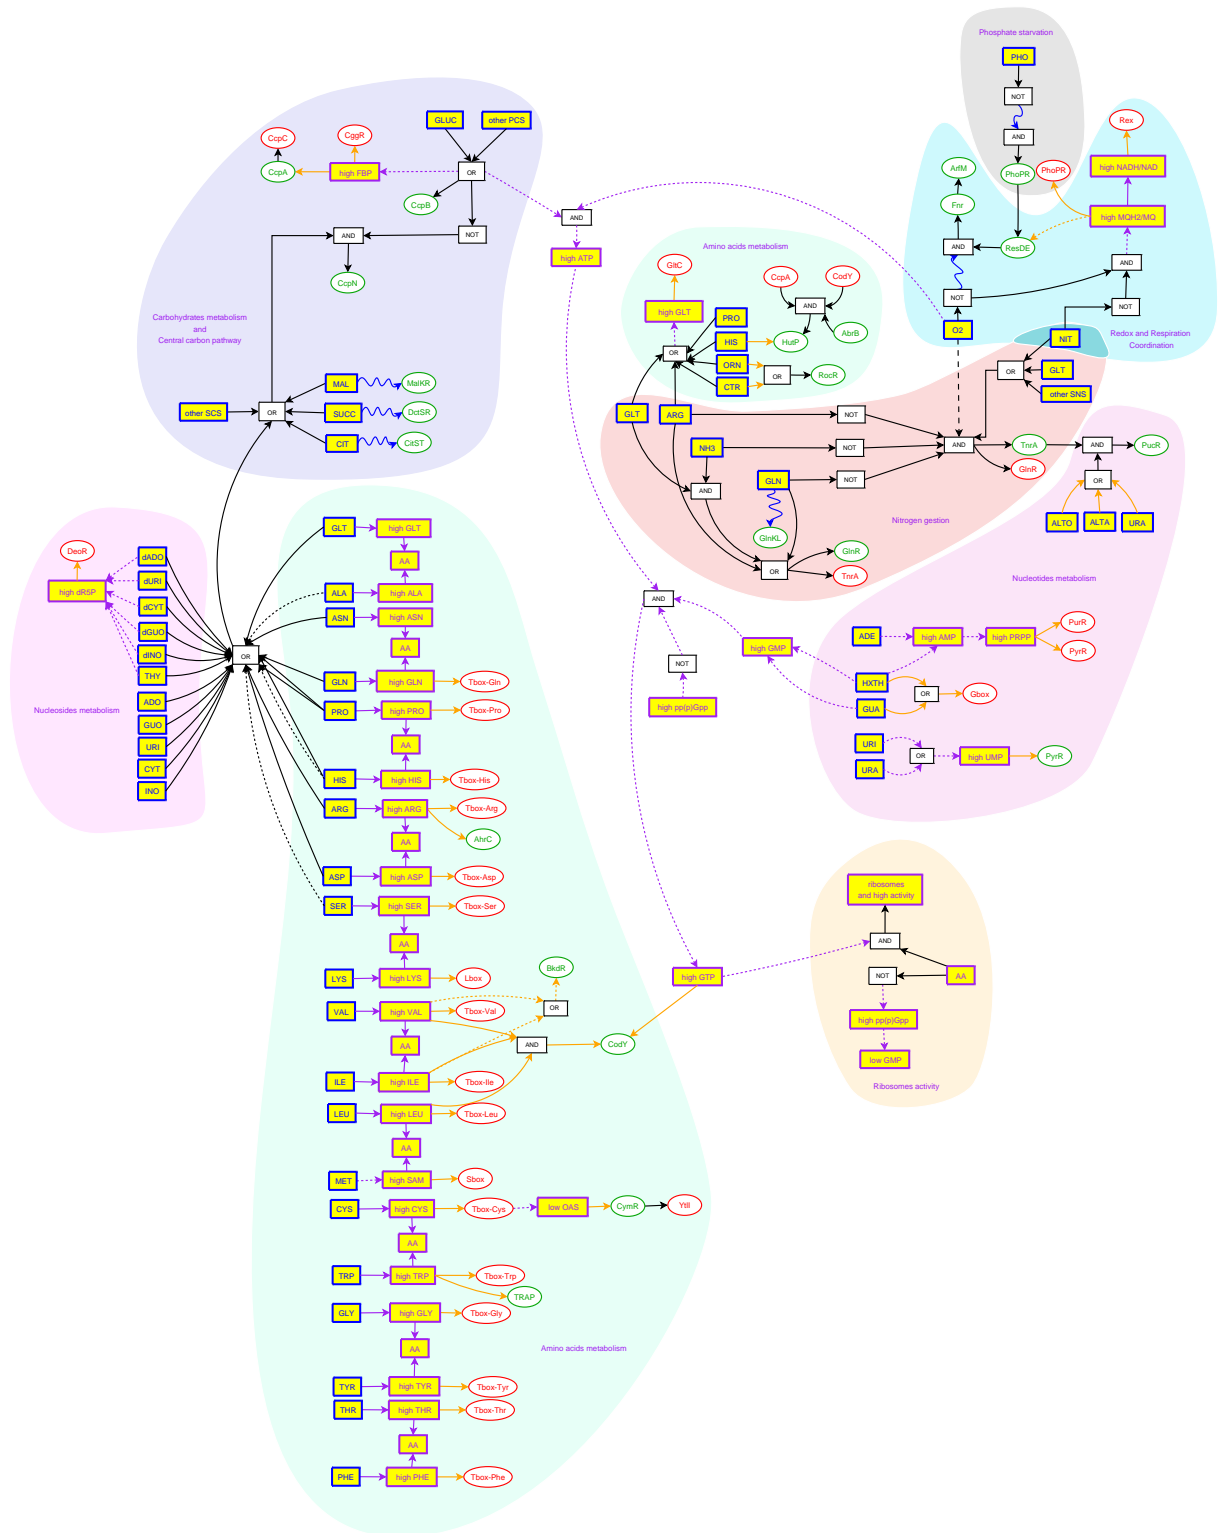 Phosphate starvation
PHO
NOT
AND
PhoPR
PhoPR
Rex
high NADH/NAD
high MQH2/MQ
ArfM
Fnr
AND
ResDE
NOT
AND
NOT
O2
NIT
Redox and Respiration
Coordination
GLUC
other PCS
CcpC
CggR
CcpA
high FBP
OR
CcpB
AND
NOT
CcpN
Carbohydrates metabolism
and
Central carbon pathway
MAL
MalKR
other SCS
OR
SUCC
DctSR
CIT
CitST
AND
high ATP
Amino acids metabolism
GltC
CcpA
CodY
high GLT
PRO
AND
HIS
HutP
AbrB
OR
ORN
OR
RocR
CTR
GLT
ARG
NOT
OR
GLT
other SNS
NH3
NOT
AND
TnrA
GlnR
AND
PucR
GLN
NOT
AND
OR
GlnKL
Nitrogen gestion
ALTO
ALTA
URA
OR
GlnR
TnrA
Nucleotides metabolism
AND
NOT
high pp(p)Gpp
high GMP
ADE
high AMP
high PRPP
PurR
PyrR
HXTH
OR
Gbox
GUA
URI
OR
high UMP
PyrR
URA
DeoR
high dR5P
dADO
dURI
dCYT
dGUO
dINO
THY
ADO
GUO
URI
CYT
INO
Nucleosides metabolism
OR
GLT
high GLT
AA
ALA
high ALA
ASN
high ASN
AA
GLN
high GLN
Tbox-Gln
PRO
high PRO
Tbox-Pro
AA
HIS
high HIS
Tbox-His
ARG
high ARG
Tbox-Arg
AhrC
AA
ASP
high ASP
Tbox-Asp
SER
high SER
Tbox-Ser
AA
LYS
high LYS
Lbox
BkdR
VAL
high VAL
Tbox-Val
OR
AA
AND
CodY
high GTP
ILE
high ILE
Tbox-Ile
LEU
high LEU
Tbox-Leu
AA
MET
high SAM
Sbox
CYS
high CYS
Tbox-Cys
low OAS
CymR
YtlI
AA
TRP
high TRP
Tbox-Trp
TRAP
GLY
high GLY
Tbox-Gly
AA
Amino acids metabolism
TYR
high TYR
Tbox-Tyr
THR
high THR
Tbox-Thr
AA
PHE
high PHE
Tbox-Phe
ribosomes
and high activity
AND
NOT
AA
high pp(p)Gpp
low GMP
Ribosomes activity